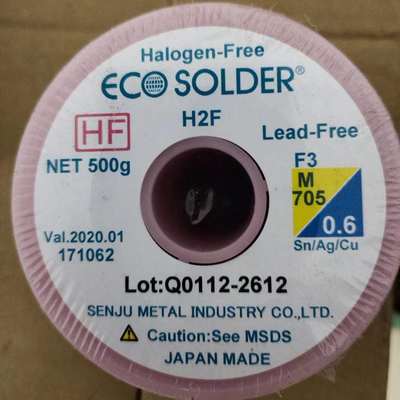 Halogen-Free
ECO SOLDER®
HF
H2F
Lead-Free
NET 500g
F3
M
705
0.6
Sn/Ag/Cu
Val.2020.01
171062
Lot:Q0112-2612
SENJU METAL INDUSTRY CO.,LTD.
Caution:See MSDS
JAPAN MADE